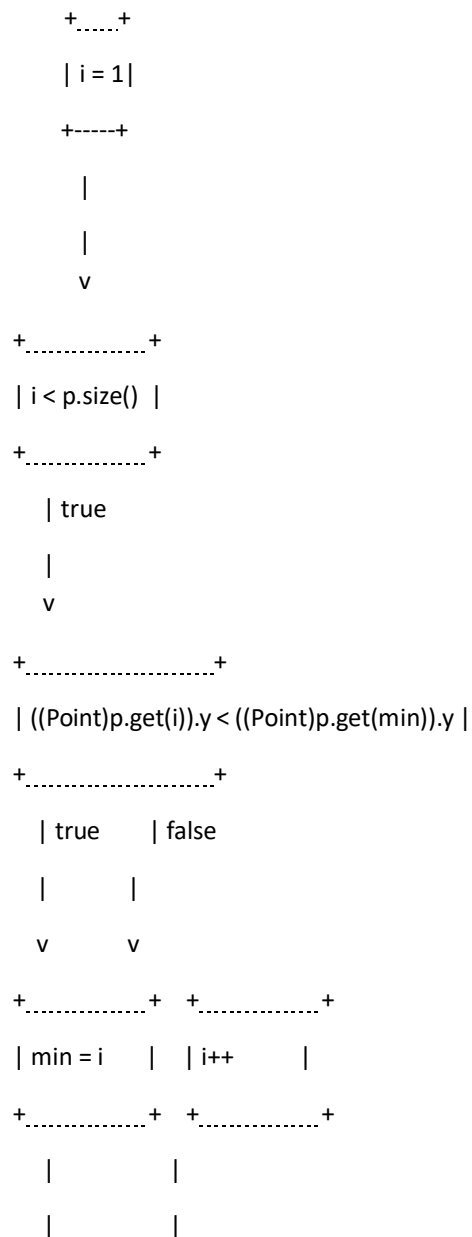 +......+
| i = 1|
+-----+
|
|
v
+...............+
| i < p.size() |
+...............+
| true
|
v
+........................+
| ((Point)p.get(i)).y < ((Point)p.get(min)).y |
+........................+
| true | false
| |
v v
+...............+ +...............+
| min = i | | i++ |
+...............+ +...............+
| |
| |